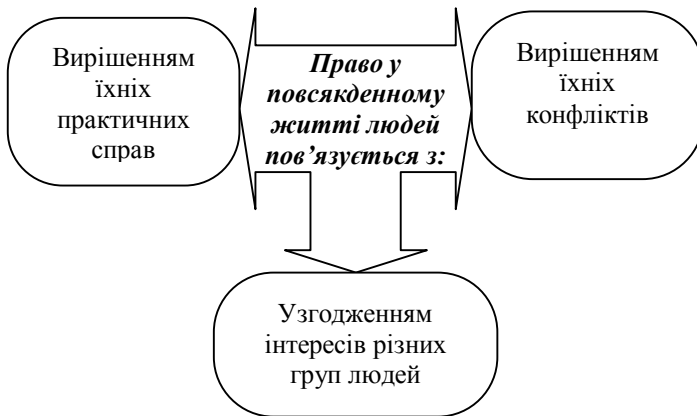 Вирішенням
їхніх
практичних
справ
Право у
повсякденному
житті людей
пов’язується з:
Вирішенням
їхніх
конфліктів
Узгодженням
інтересів різних
груп людей